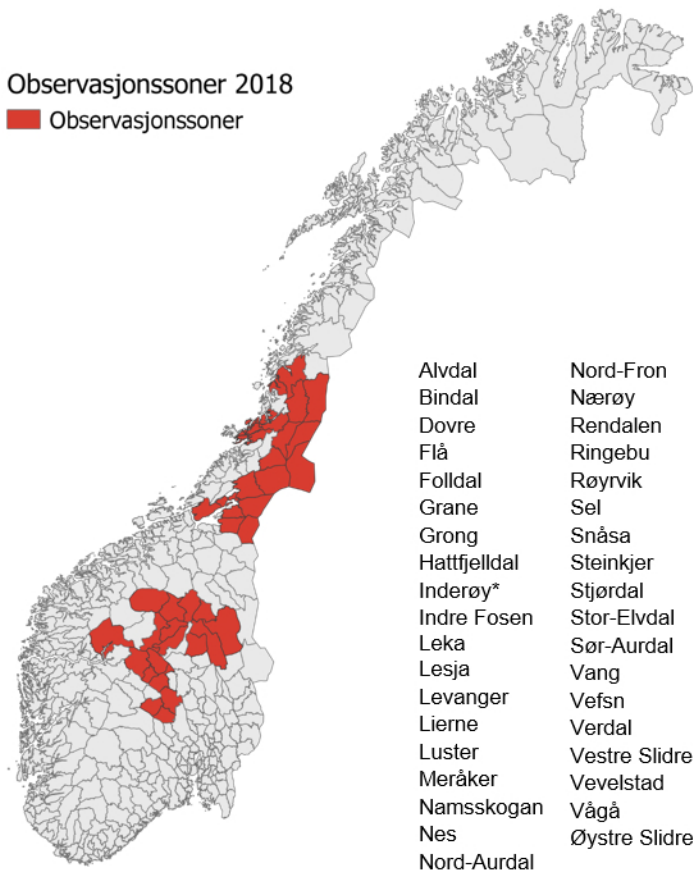 Observasjonssoner 2018
Observasjonssoner
Alvdal
Bindal
Dovre
Flå
Folldal
Grane
Grong
Hattfjelldal
Inderøy*
Indre Fosen
Leka
Lesja
Levanger
Lierne
Luster
Meråker
Namsskogan
Nes
Nord-Aurdal
Nord-Fron
Nærøy
Rendalen
Ringebu
Røyrvik
Sel
Snåsa
Steinkjer
Stjørdal
Stor-Elvdal
Sør-Aurdal
Vang
Vefsn
Verdal
Vestre Slidre
Vevelstad
Vågå
Øystre Slidre